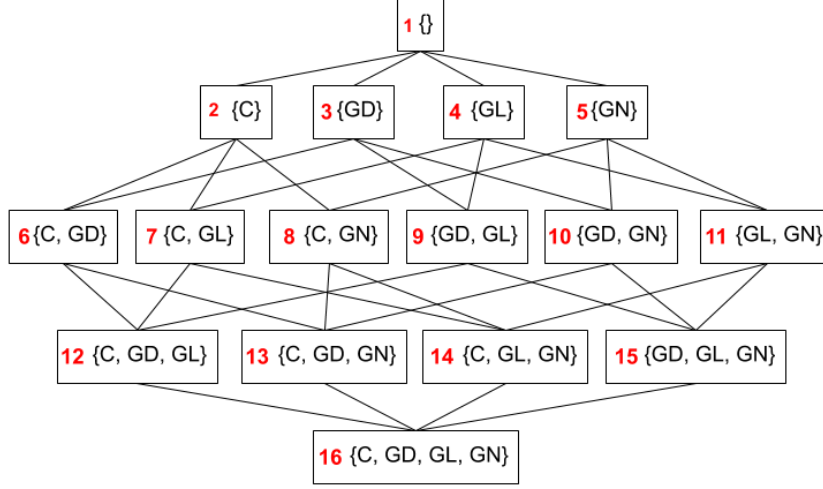 1 {}
2 {C}
3 {GD}
4 {GL}
5 {GN}
6 {C, GD}
7 {C, GL}
8 {C, GN}
9 {GD, GL}
10 {GD, GN}
11 {GL, GN}
12 {C, GD, GL}
13 {C, GD, GN}
14 {C, GL, GN}
15 {GD, GL, GN}
16 {C, GD, GL, GN}